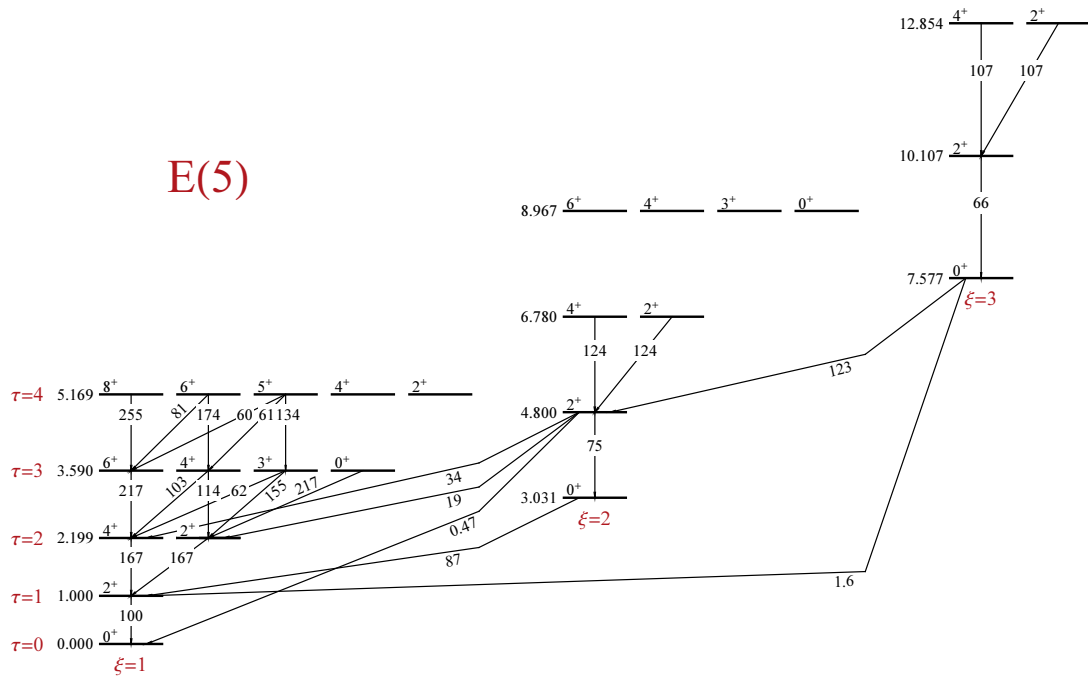 12.854 4⁺ 2⁺
107 107
10.107 2⁺
E(5)
8.967 6⁺ 4⁺ 3⁺ 0⁺
66
7.577 0⁺
ξ=3
6.780 4⁺ 2⁺
124 124
123
τ=4 5.169 8⁺ 6⁺ 5⁺ 4⁺ 2⁺
4.800 2⁺
255 81 174 60 61 134
75
τ=3 3.590 6⁺ 4⁺ 3⁺ 0⁺
217 103 114 62 155 217
34
19
3.031 0⁺
ξ=2
0.47
τ=2 2.199 4⁺ 2⁺
167 167
87
1.6
τ=1 1.000 2⁺
100
τ=0 0.000 0⁺
ξ=1